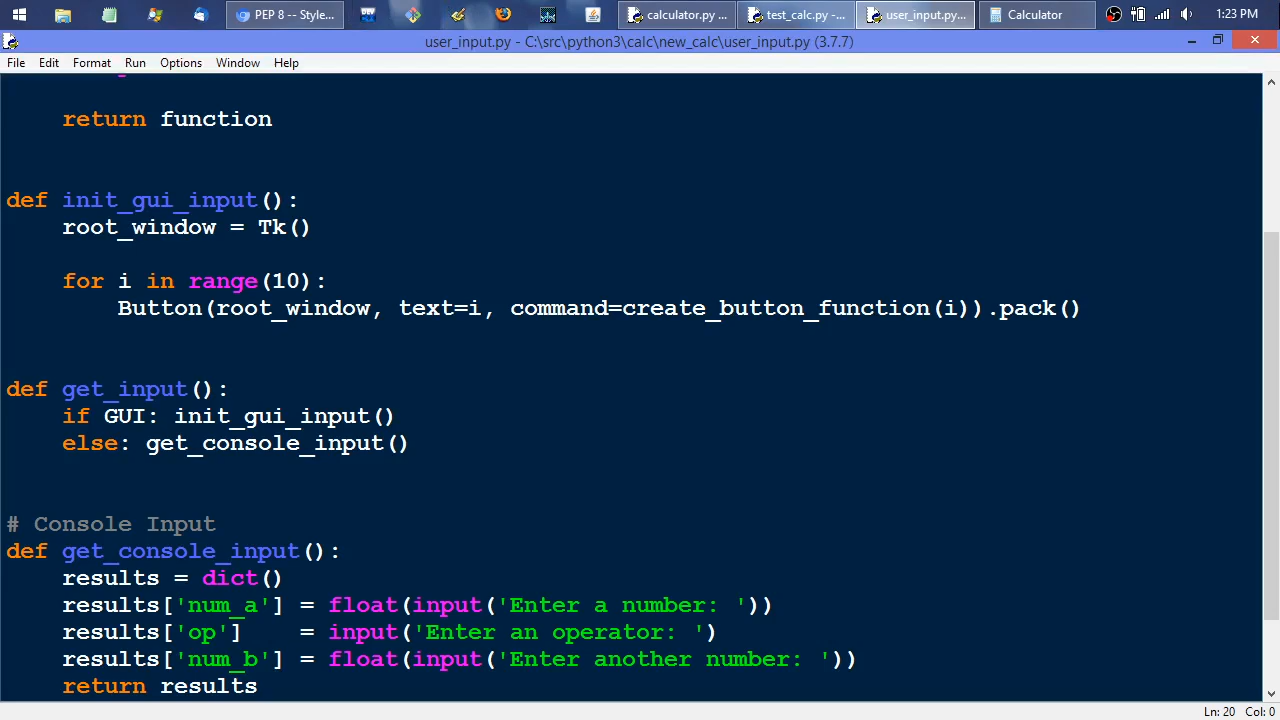 PEP 8 -- Style...
calculator.py ...
test_calc.py -...
user_input.py...
Calculator
1:23 PM
user_input.py - C:\src\python3\calc\new_calc\user_input.py (3.7.7)
File Edit Format Run Options Window Help
return function
def init_gui_input():
root_window = Tk()
for i in range(10):
Button(root_window, text=i, command=create_button_function(i)).pack()
def get_input():
if GUI: init_gui_input()
else: get_console_input()
# Console Input
def get_console_input():
results = dict()
results['num_a'] = float(input('Enter a number: '))
results['op']    = input('Enter an operator: ')
results['num_b'] = float(input('Enter another number: '))
return results
Ln: 20 Col: 0